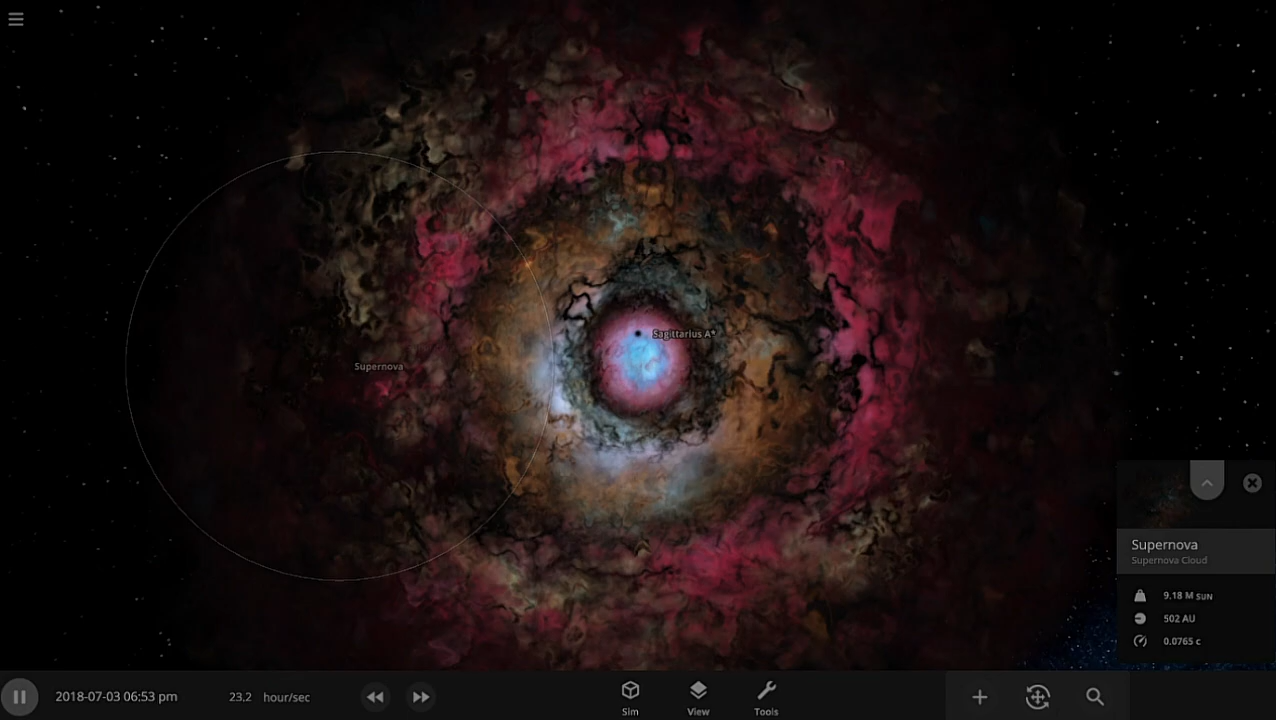 Sagittarius A*
Supernova
Supernova
Supernova Cloud
9.18 M SUN
502 AU
0.0765 c
2018-07-03 06:53 pm
23.2 hour/sec
Sim
View
Tools